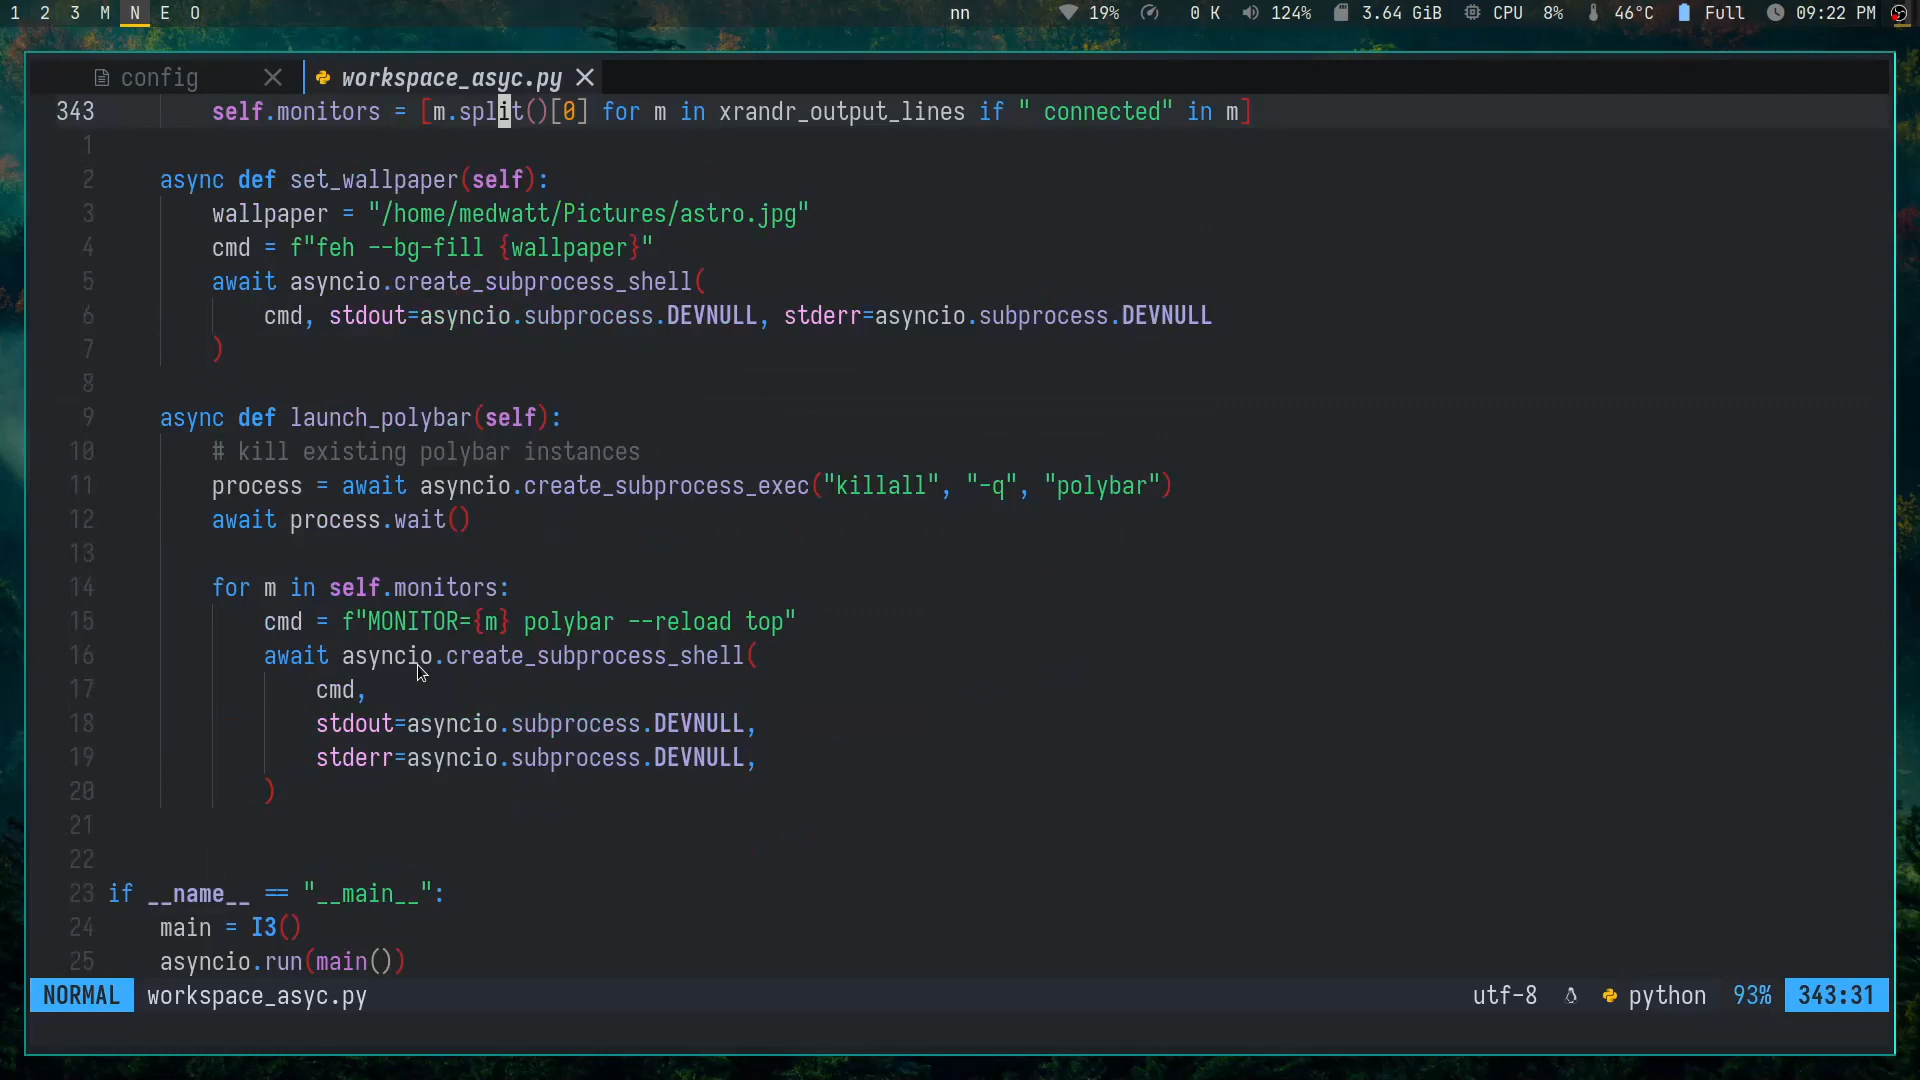 1 2 3 M N E O nn 19% 0 K 124% 3.64 GiB CPU 8% 46°C Full 09:22 PM
config workspace_asyc.py
343 self.monitors = [m.split()[0] for m in xrandr_output_lines if " connected" in m]
1
2 async def set_wallpaper(self):
3 wallpaper = "/home/medwatt/Pictures/astro.jpg"
4 cmd = f"feh --bg-fill {wallpaper}"
5 await asyncio.create_subprocess_shell(
6 cmd, stdout=asyncio.subprocess.DEVNULL, stderr=asyncio.subprocess.DEVNULL
7 )
8
9 async def launch_polybar(self):
10 # kill existing polybar instances
11 process = await asyncio.create_subprocess_exec("killall", "-q", "polybar")
12 await process.wait()
13
14 for m in self.monitors:
15 cmd = f"MONITOR={m} polybar --reload top"
16 await asyncio.create_subprocess_shell(
17 cmd,
18 stdout=asyncio.subprocess.DEVNULL,
19 stderr=asyncio.subprocess.DEVNULL,
20 )
21
22
23 if __name__ == "__main__":
24 main = I3()
25 asyncio.run(main())
NORMAL workspace_asyc.py utf-8 python 93% 343:31